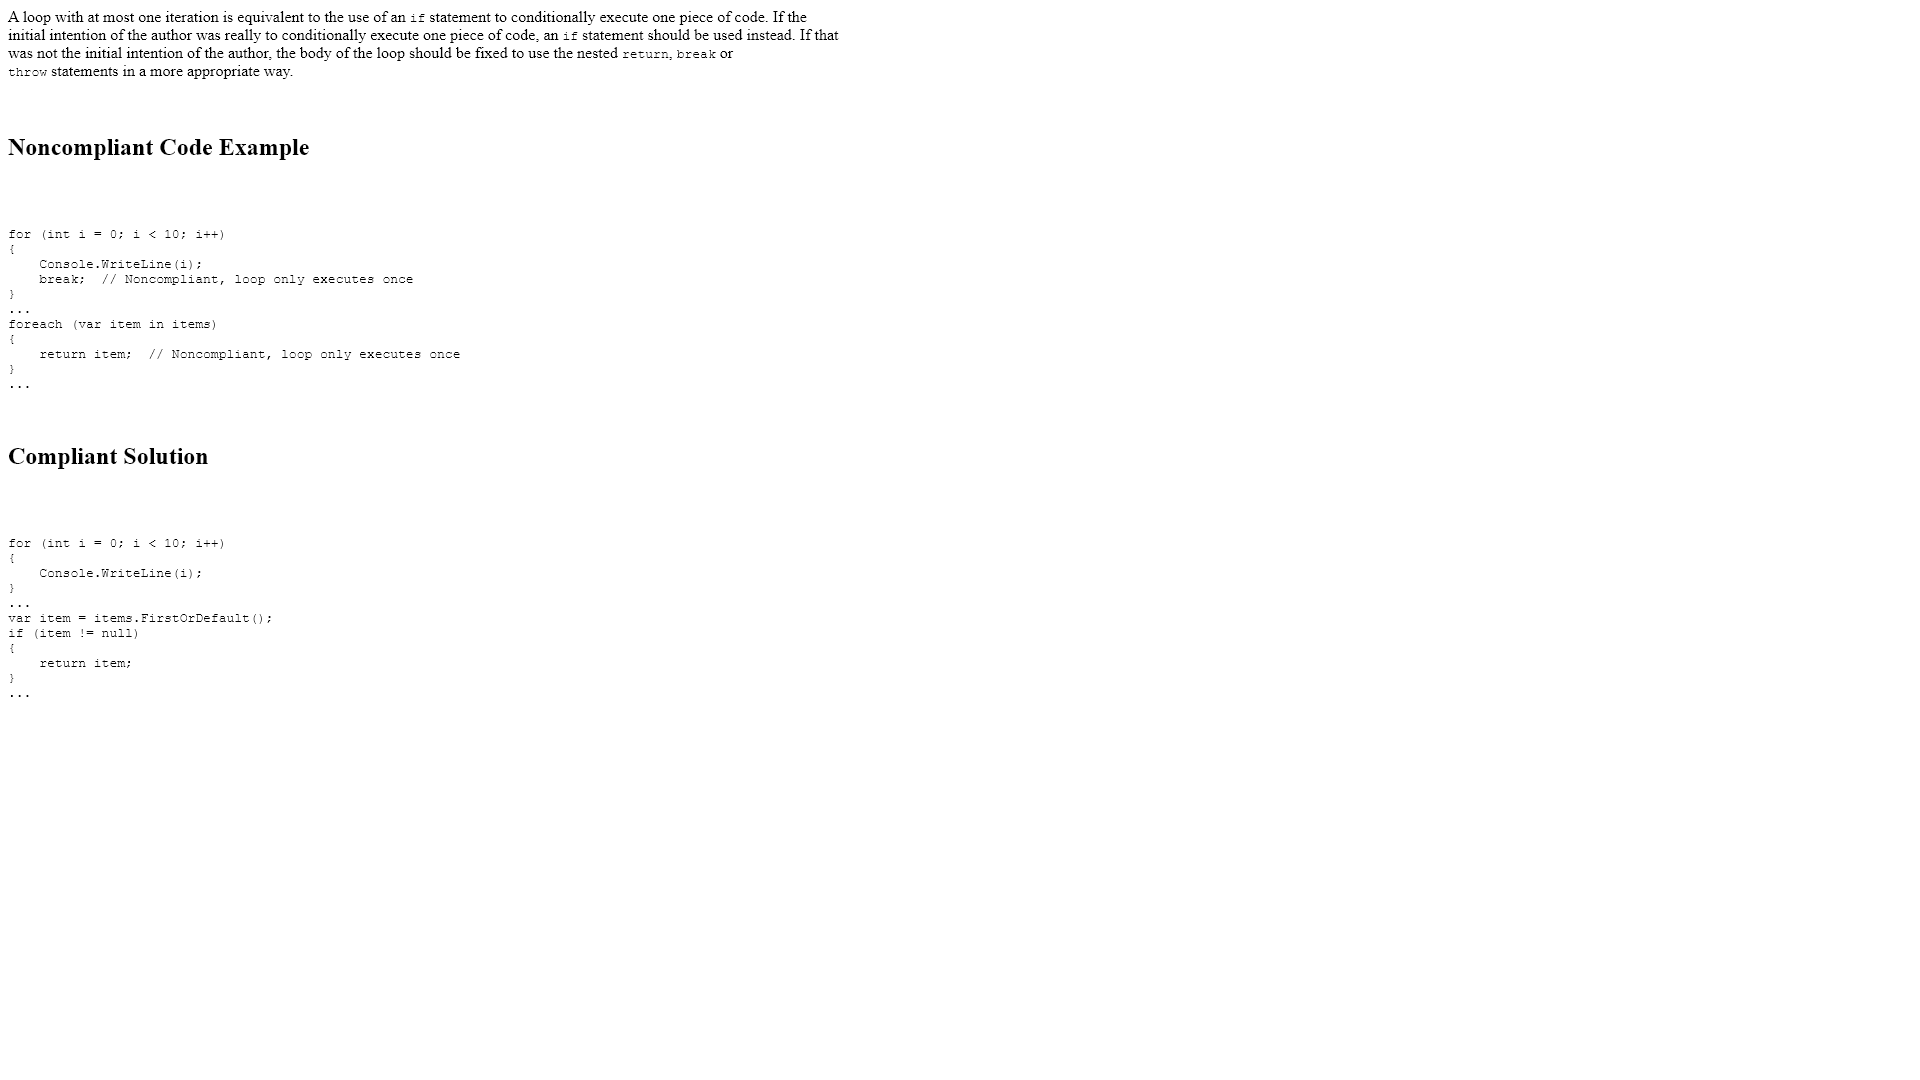 A loop with at most one iteration is equivalent to the use of an if statement to conditionally execute one piece of code. If the
initial intention of the author was really to conditionally execute one piece of code, an if statement should be used instead. If that
was not the initial intention of the author, the body of the loop should be fixed to use the nested return, break or
throw statements in a more appropriate way.
Noncompliant Code Example
for (int i = 0; i < 10; i++)
{
    Console.WriteLine(i);
    break;  // Noncompliant, loop only executes once
}
...
foreach (var item in items)
{
    return item;  // Noncompliant, loop only executes once
}
...
Compliant Solution
for (int i = 0; i < 10; i++)
{
    Console.WriteLine(i);
}
...
var item = items.FirstOrDefault();
if (item != null)
{
    return item;
}
...